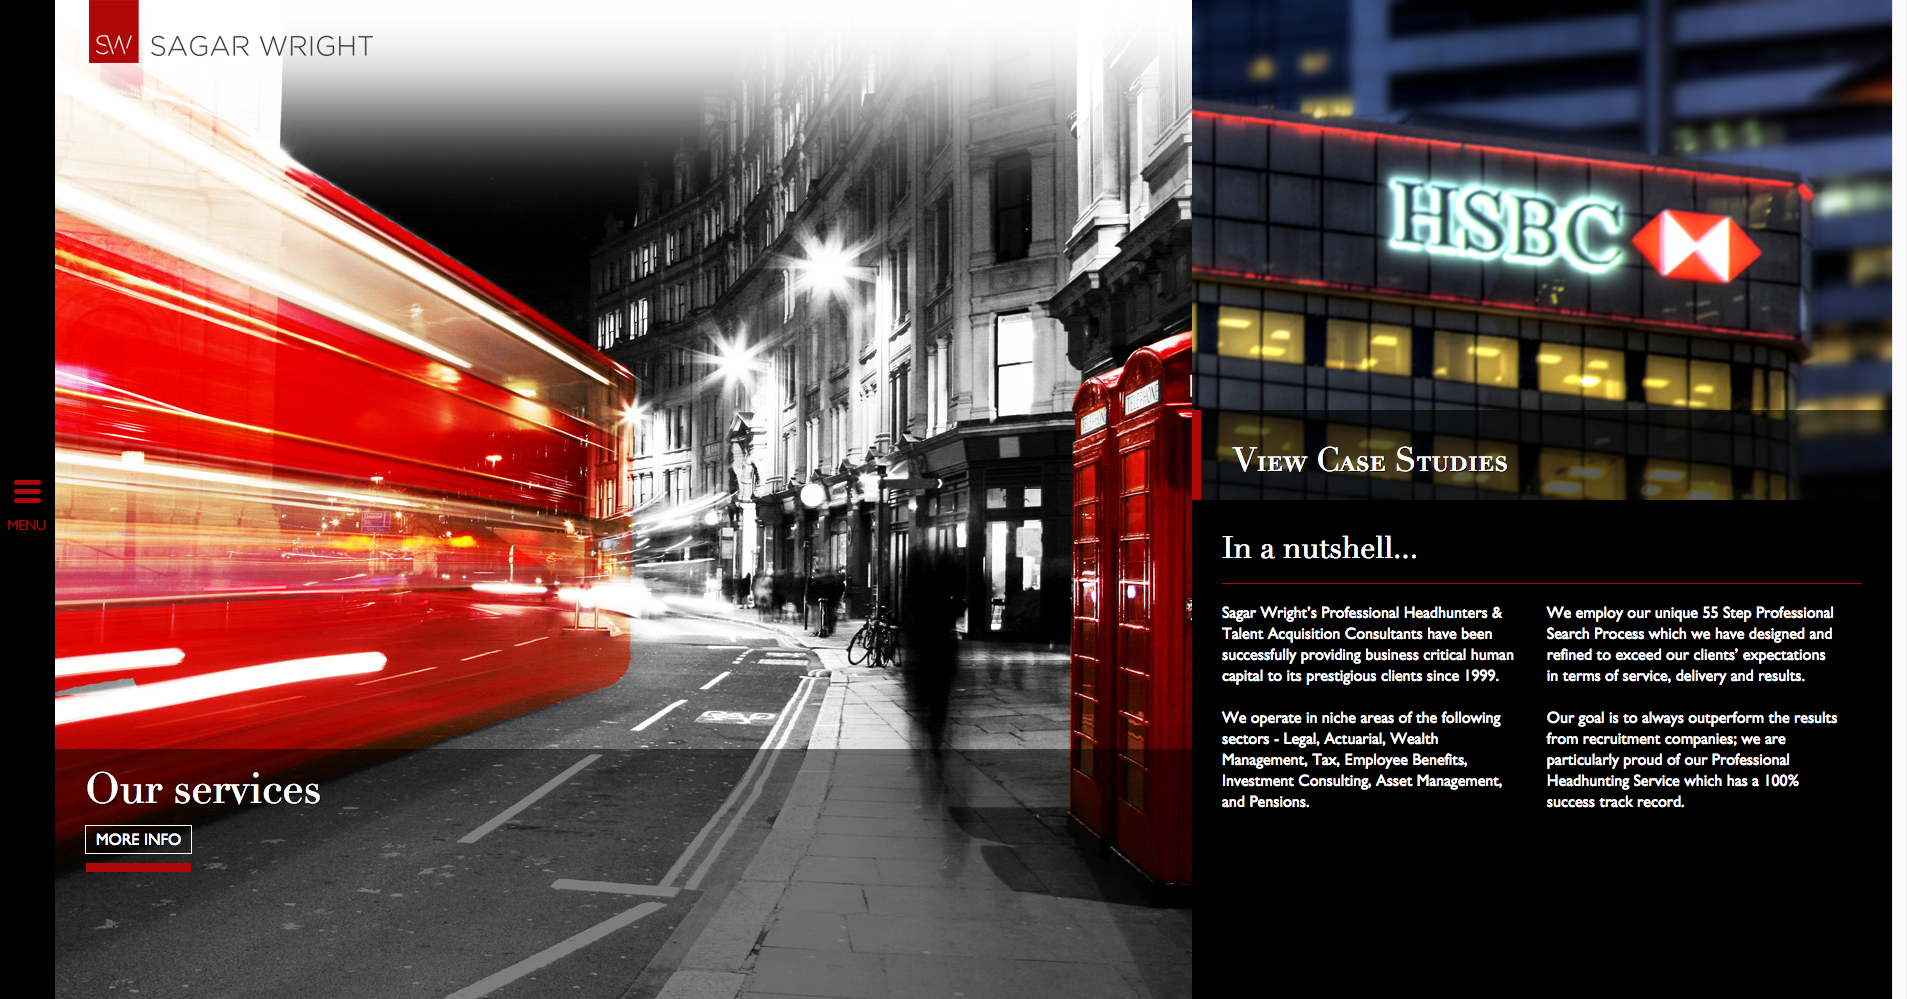 SW SAGAR WRIGHT
HSBC
TELEPHONE
TELEPHONE
MENU
VIEW CASE STUDIES
In a nutshell...
Sagar Wright's Professional Headhunters &
Talent Acquisition Consultants have been
successfully providing business critical human
capital to its prestigious clients since 1999.
We operate in niche areas of the following
sectors - Legal, Actuarial, Wealth
Management, Tax, Employee Benefits,
Investment Consulting, Asset Management,
and Pensions.
We employ our unique 55 Step Professional
Search Process which we have designed and
refined to exceed our clients' expectations
in terms of service, delivery and results.
Our goal is to always outperform the results
from recruitment companies; we are
particularly proud of our Professional
Headhunting Service which has a 100%
success track record.
Our services
MORE INFO